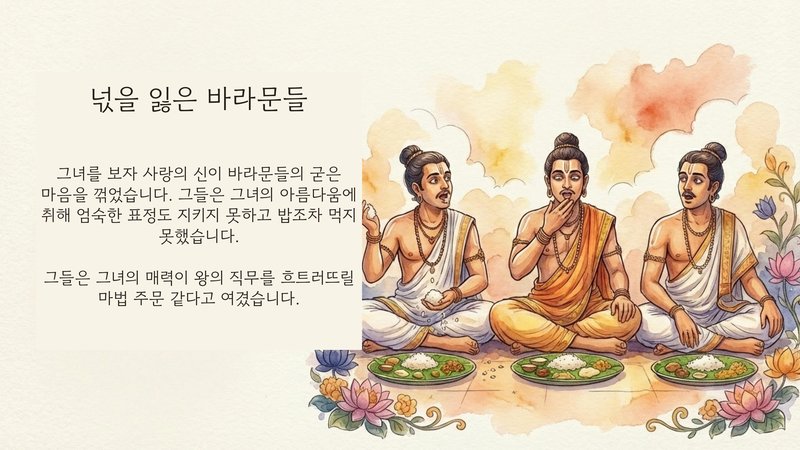 넋을 잃은 바라문들
그녀를 보자 사랑의 신이 바라문들의 굳은
마음을 꺾었습니다. 그들은 그녀의 아름다움에
취해 엄숙한 표정도 지키지 못하고 밥조차 먹지
못했습니다.
그들은 그녀의 매력이 왕의 직무를 흐트러뜨릴
마법 주문 같다고 여겼습니다.